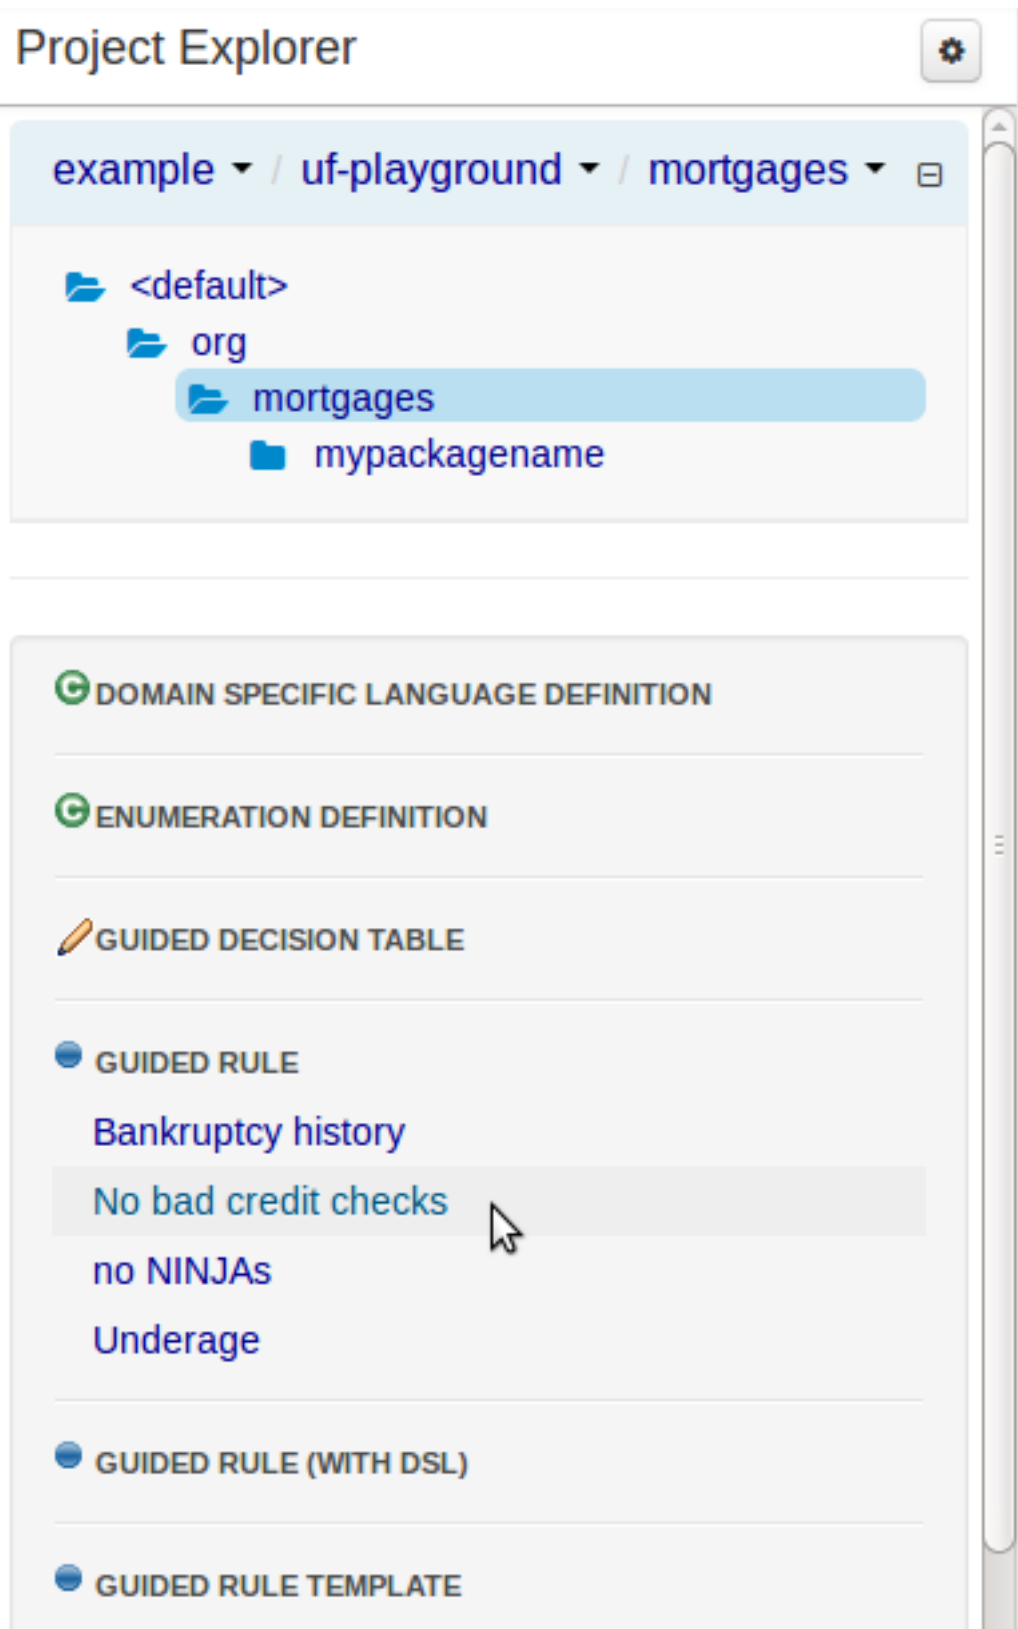 Project Explorer
example / uf-playground / mortgages
<default>
org
mortgages
mypackagename
DOMAIN SPECIFIC LANGUAGE DEFINITION
ENUMERATION DEFINITION
GUIDED DECISION TABLE
GUIDED RULE
Bankruptcy history
No bad credit checks
no NINJAs
Underage
GUIDED RULE (WITH DSL)
GUIDED RULE TEMPLATE